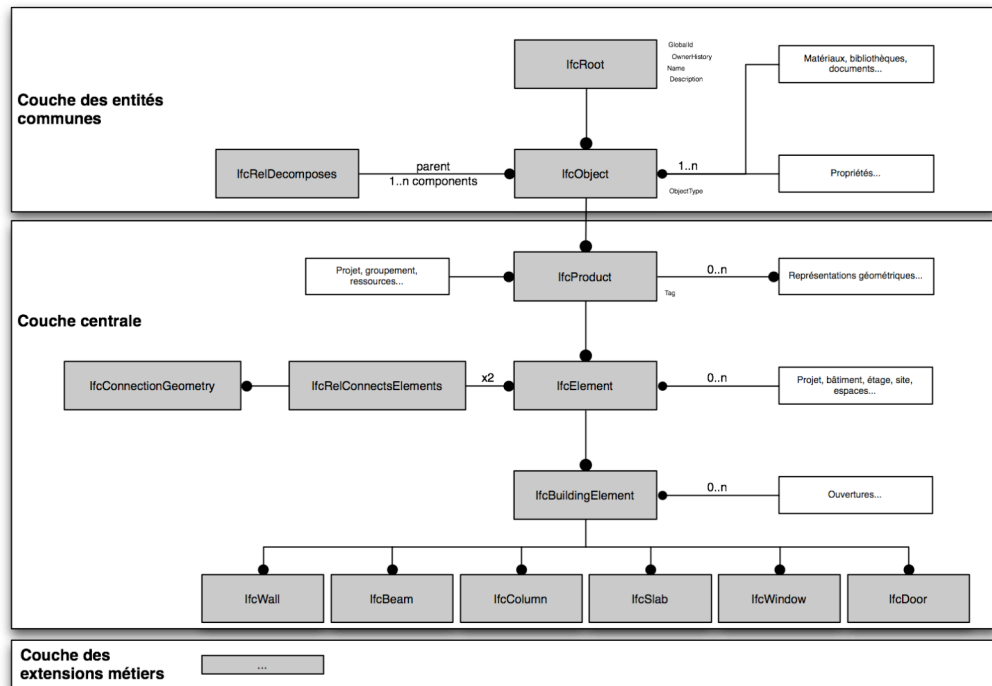 Couche des entités
communes
IfcRoot
GlobalId
OwnerHistory
Name
Description
Matériaux, bibliothèques,
documents...
IfcRelDecomposes
parent
1..n components
IfcObject
1..n
ObjectType
Propriétés...
Couche centrale
Projet, groupement,
ressources...
IfcProduct
Tag
0..n
Représentations géométriques...
IfcConnectionGeometry
IfcRelConnectsElements
x2
IfcElement
0..n
Projet, bâtiment, étage, site,
espaces...
IfcBuildingElement
0..n
Ouvertures...
IfcWall
IfcBeam
IfcColumn
IfcSlab
IfcWindow
IfcDoor
Couche des
extensions métiers
...